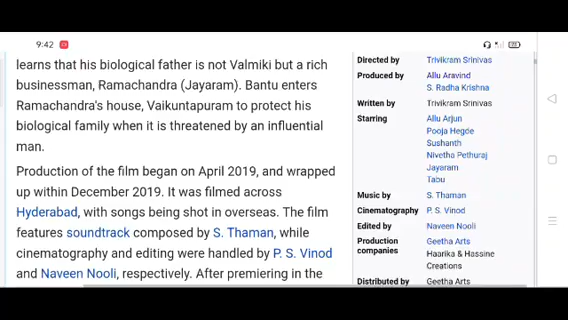 9:42
learns that his biological father is not Valmiki but a rich
businessman, Ramachandra (Jayaram). Bantu enters
Ramachandra's house, Vaikuntapuram to protect his
biological family when it is threatened by an influential
man.
Production of the film began on April 2019, and wrapped
up within December 2019. It was filmed across
Hyderabad, with songs being shot in overseas. The film
features soundtrack composed by S. Thaman, while
cinematography and editing were handled by P. S. Vinod
and Naveen Nooli, respectively. After premiering in the
Directed by Trivikram Srinivas
Produced by Allu Aravind
S. Radha Krishna
Written by Trivikram Srinivas
Starring Allu Arjun
Pooja Hegde
Sushanth
Nivetha Pethuraj
Jayaram
Tabu
Music by S. Thaman
Cinematography P. S. Vinod
Edited by Naveen Nooli
Production Geetha Arts
companies Haarika & Hassine
Creations
Distributed by Geetha Arts